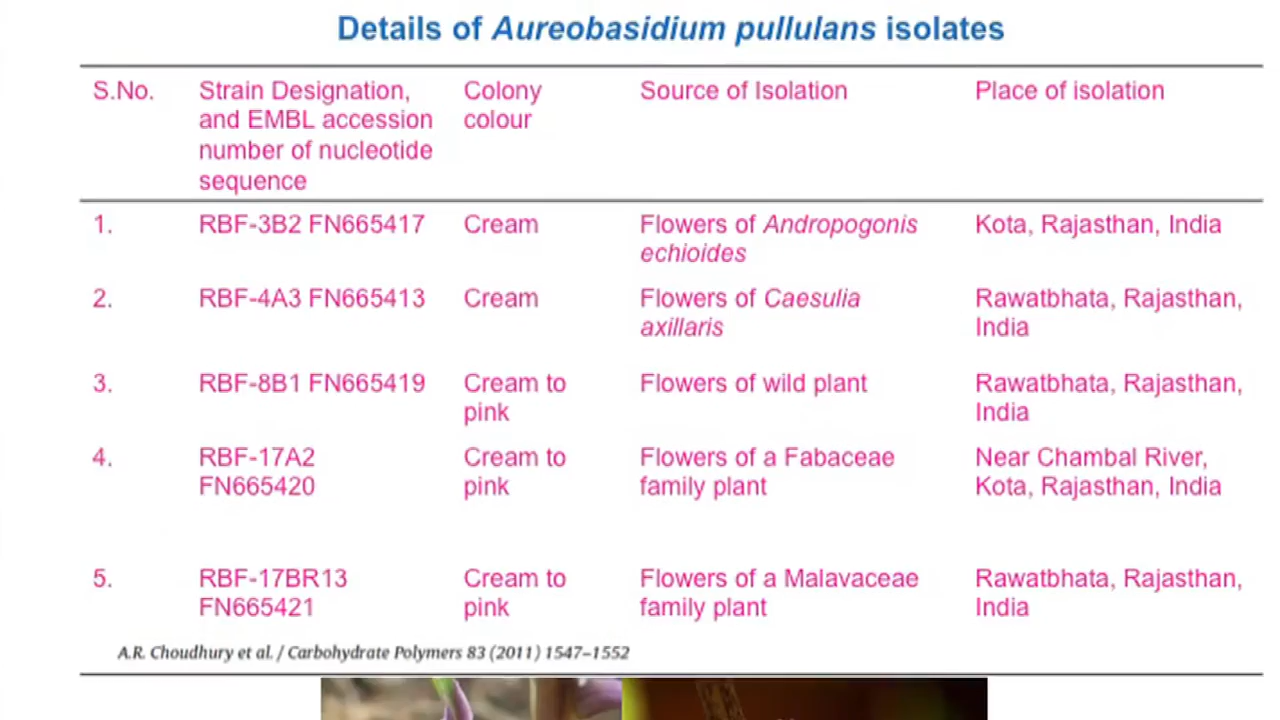 Details of Aureobasidium pullulans isolates
S.No. Strain Designation, Colony Source of Isolation Place of isolation
and EMBL accession colour
number of nucleotide
sequence
1. RBF-3B2 FN665417 Cream Flowers of Andropogonis Kota, Rajasthan, India
echioides
2. RBF-4A3 FN665413 Cream Flowers of Caesulia Rawatbhata, Rajasthan,
axillaris India
3. RBF-8B1 FN665419 Cream to Flowers of wild plant Rawatbhata, Rajasthan,
pink India
4. RBF-17A2 Cream to Flowers of a Fabaceae Near Chambal River,
FN665420 pink family plant Kota, Rajasthan, India
5. RBF-17BR13 Cream to Flowers of a Malavaceae Rawatbhata, Rajasthan,
FN665421 pink family plant India
A.R. Choudhury et al. / Carbohydrate Polymers 83 (2011) 1547–1552